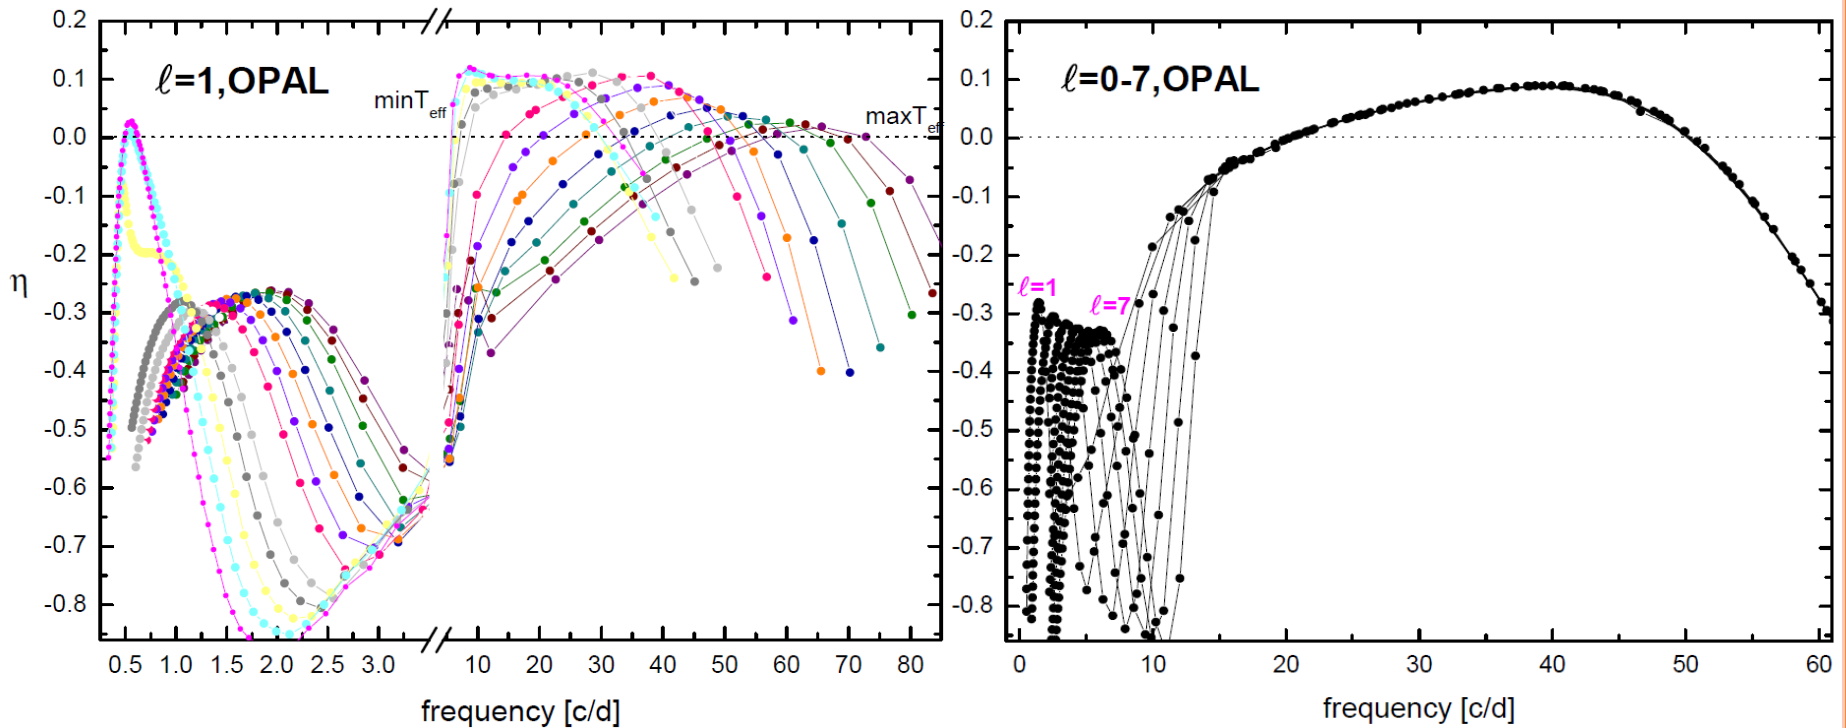 ℓ=1,OPAL
minT_eff
maxT_eff
η
0.2
0.1
0.0
-0.1
-0.2
-0.3
-0.4
-0.5
-0.6
-0.7
-0.8
0.5 1.0 1.5 2.0 2.5 3.0 10 20 30 40 50 60 70 80
frequency [c/d]
ℓ=0-7,OPAL
ℓ=1
ℓ=7
0.2
0.1
0.0
-0.1
-0.2
-0.3
-0.4
-0.5
-0.6
-0.7
-0.8
0 10 20 30 40 50 60
frequency [c/d]